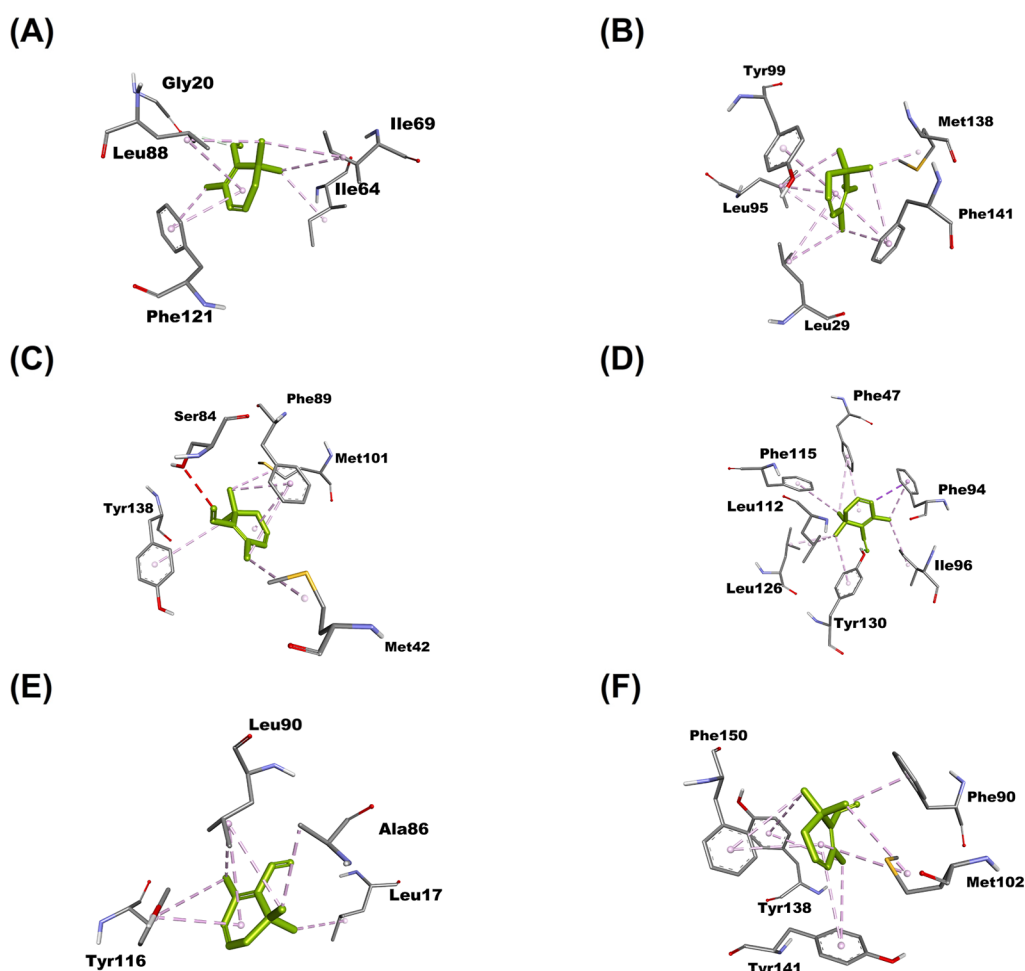 (A)
Gly20
Leu88
Ile69
Ile64
Phe121
(B)
Tyr99
Met138
Leu95
Phe141
Leu29
(C)
Ser84
Phe89
Met101
Tyr138
Met42
(D)
Phe47
Phe115
Phe94
Leu112
Leu126
Ile96
Tyr130
(E)
Leu90
Ala86
Leu17
Tyr116
(F)
Phe150
Phe90
Met102
Tyr138
Tyr141